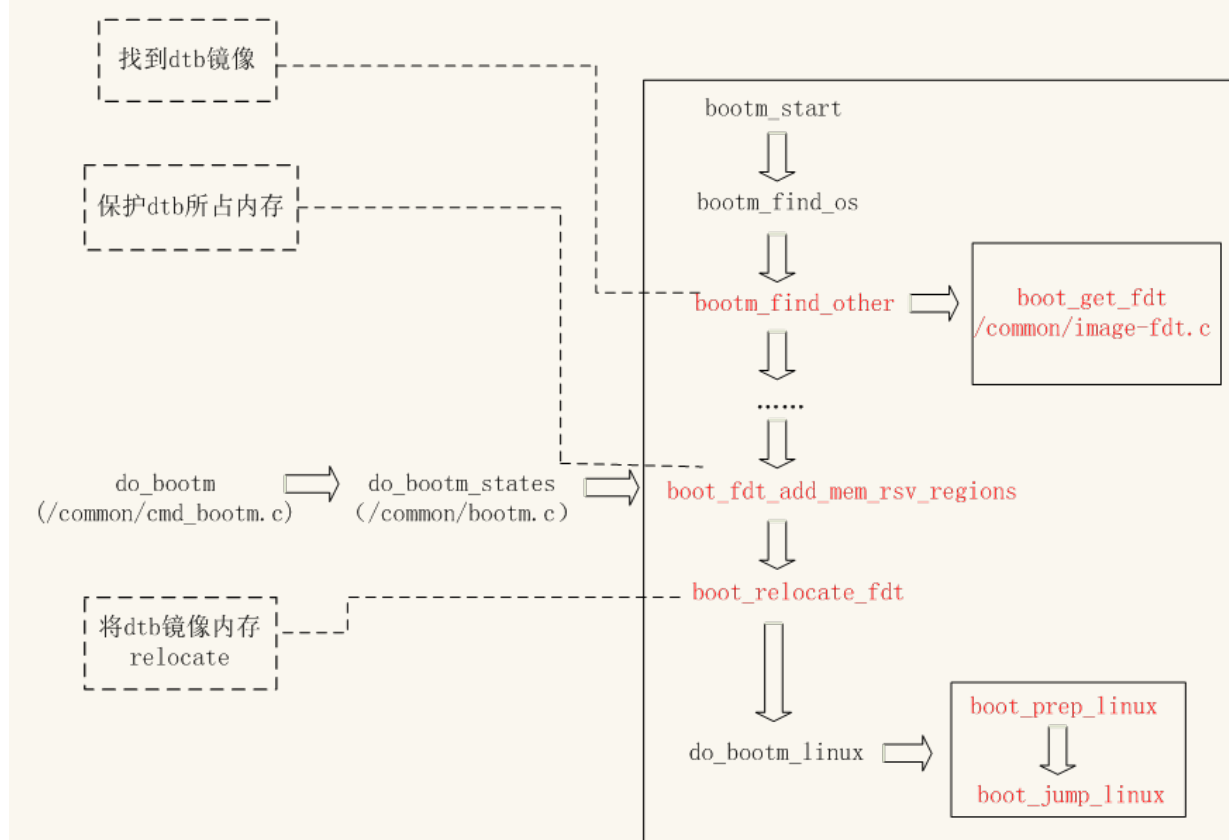 找到dtb镜像
bootm_start
保护dtb所占内存
bootm_find_os
bootm_find_other
boot_get_fdt
/common/image-fdt.c
......
do_bootm
(/common/cmd_bootm.c)
do_bootm_states
(/common/bootm.c)
boot_fdt_add_mem_rsv_regions
boot_relocate_fdt
将dtb镜像内存
relocate
boot_prep_linux
do_bootm_linux
boot_jump_linux